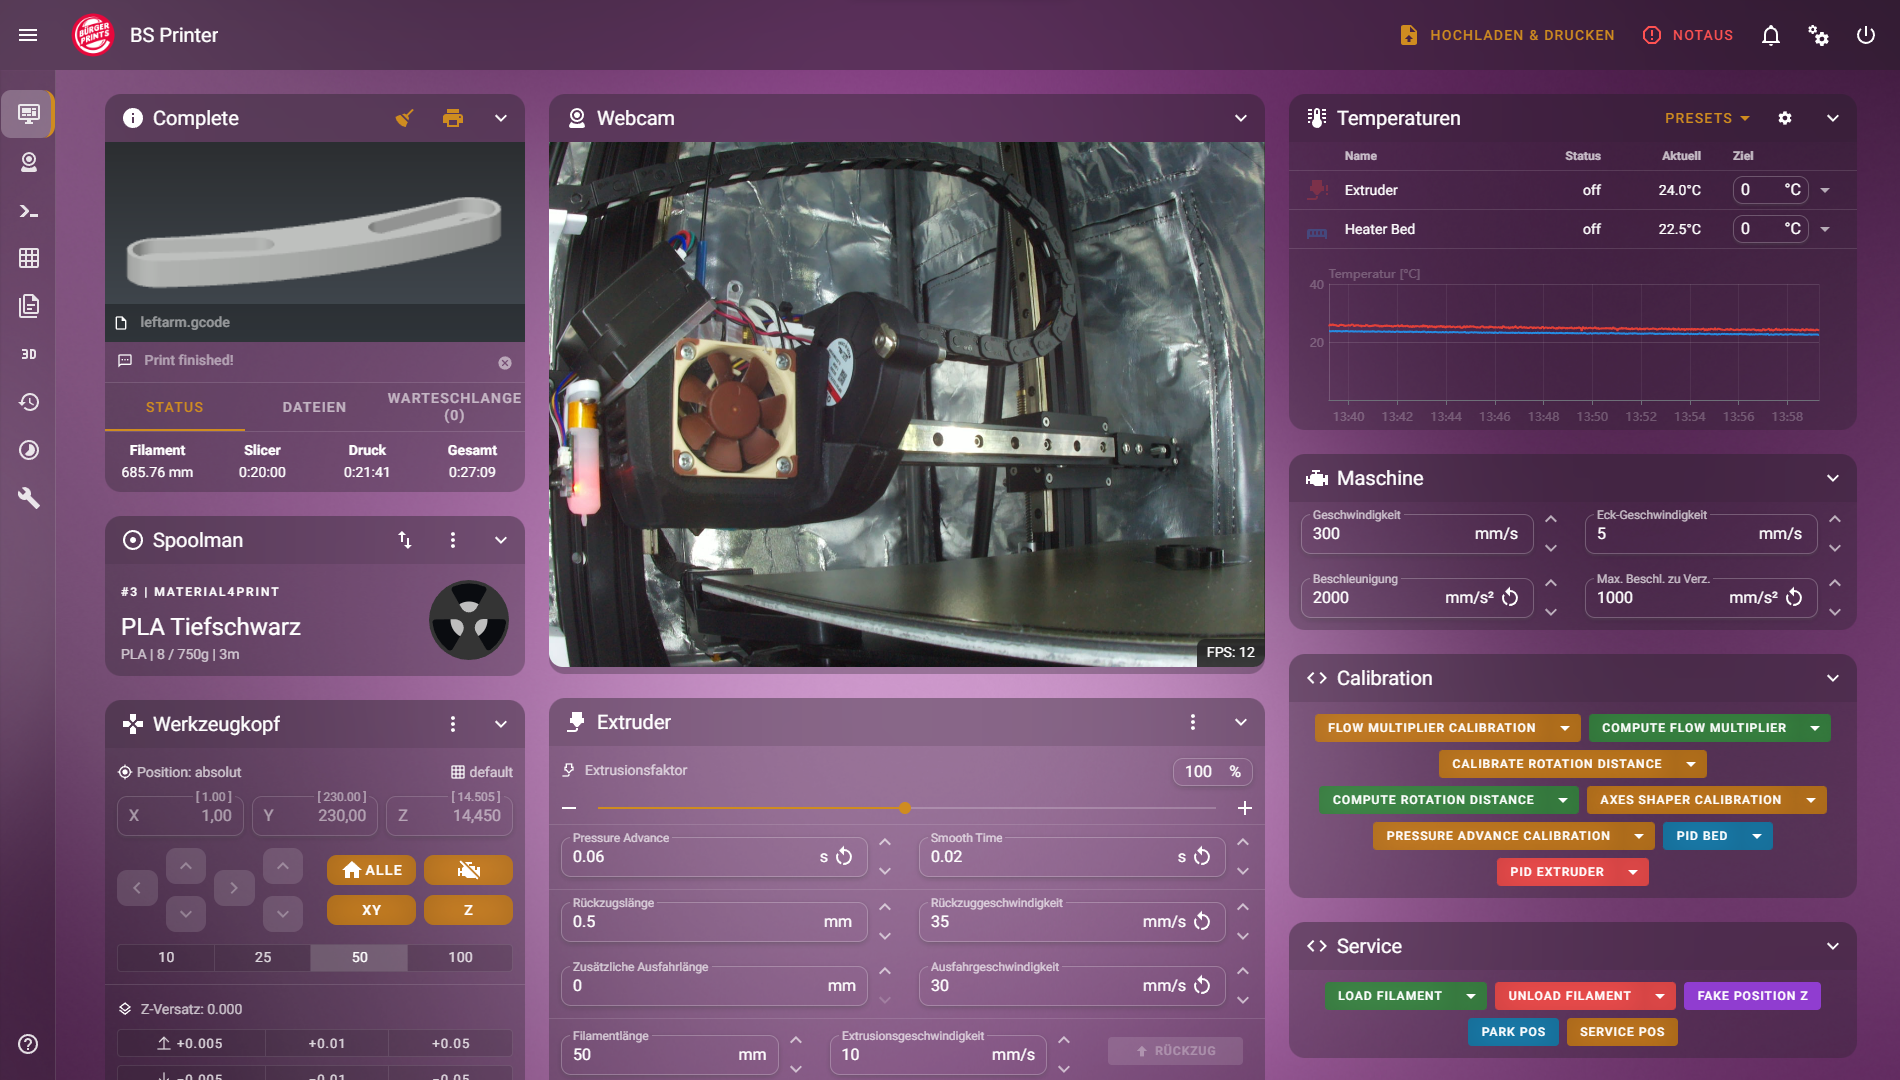 BÜRGER PRINTS
BS Printer
HOCHLADEN & DRUCKEN
NOTAUS
Complete
leftarm.gcode
Print finished!
STATUS
DATEIEN
WARTESCHLANGE
(0)
Filament Slicer Druck Gesamt
685.76 mm 0:20:00 0:21:41 0:27:09
Spoolman
#3 | MATERIAL4PRINT
PLA Tiefschwarz
PLA | 8 / 750g | 3m
Werkzeugkopf
Position: absolut
default
[ 1.00 ] [ 230.00 ] [ 14.505 ]
X 1,00 Y 230,00 Z 14,450
ALLE
XY Z
10 25 50 100
Z-Versatz: 0.000
+0.005 +0.01 +0.05
-0.005 -0.01 -0.05
Webcam
FPS: 12
Extruder
Extrusionsfaktor
100 %
Pressure Advance
0.06 s
Smooth Time
0.02 s
Rückzugslänge
0.5 mm
Rückzuggeschwindigkeit
35 mm/s
Zusätzliche Ausfahrlänge
0 mm
Ausfahrgeschwindigkeit
30 mm/s
Filamentlänge
50 mm
Extrusionsgeschwindigkeit
10 mm/s
RÜCKZUG
Temperaturen
PRESETS
Name Status Aktuell Ziel
Extruder off 24.0°C 0 °C
Heater Bed off 22.5°C 0 °C
Temperatur [°C]
40
20
13:40 13:42 13:44 13:46 13:48 13:50 13:52 13:54 13:56 13:58
Maschine
Geschwindigkeit
300 mm/s
Eck-Geschwindigkeit
5 mm/s
Beschleunigung
2000 mm/s²
Max. Beschl. zu Verz.
1000 mm/s²
Calibration
FLOW MULTIPLIER CALIBRATION
COMPUTE FLOW MULTIPLIER
CALIBRATE ROTATION DISTANCE
COMPUTE ROTATION DISTANCE
AXES SHAPER CALIBRATION
PRESSURE ADVANCE CALIBRATION
PID BED
PID EXTRUDER
Service
LOAD FILAMENT
UNLOAD FILAMENT
FAKE POSITION Z
PARK POS
SERVICE POS
3D